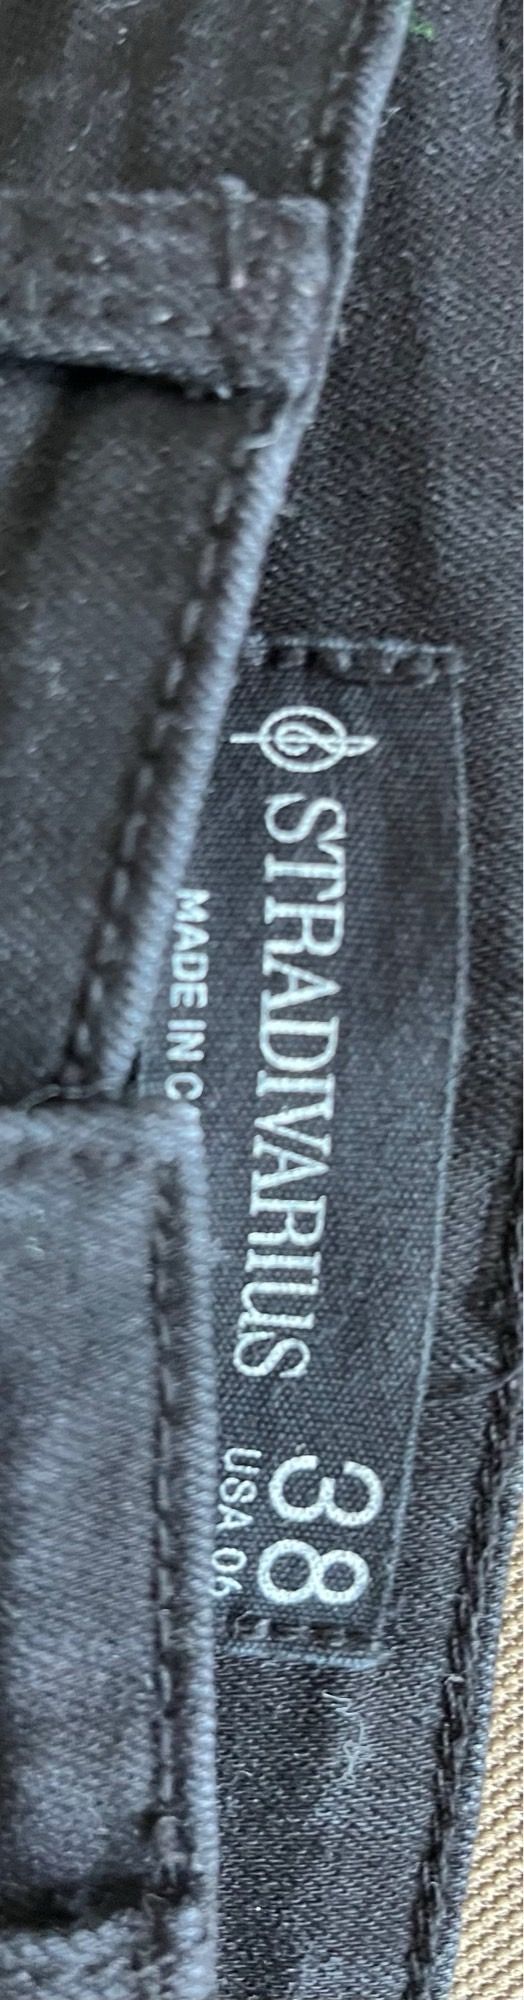 STRADIVARIUS
38
MADE IN C
USA 06